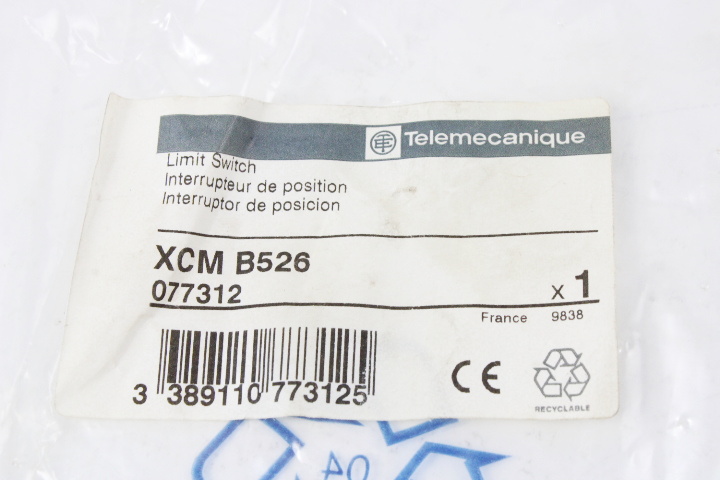 Telemecanique
Limit Switch
Interrupteur de position
Interruptor de posicion
XCM B526
077312
x 1
France 9838
3 389110 773125
CE
RECYCLABLE
04